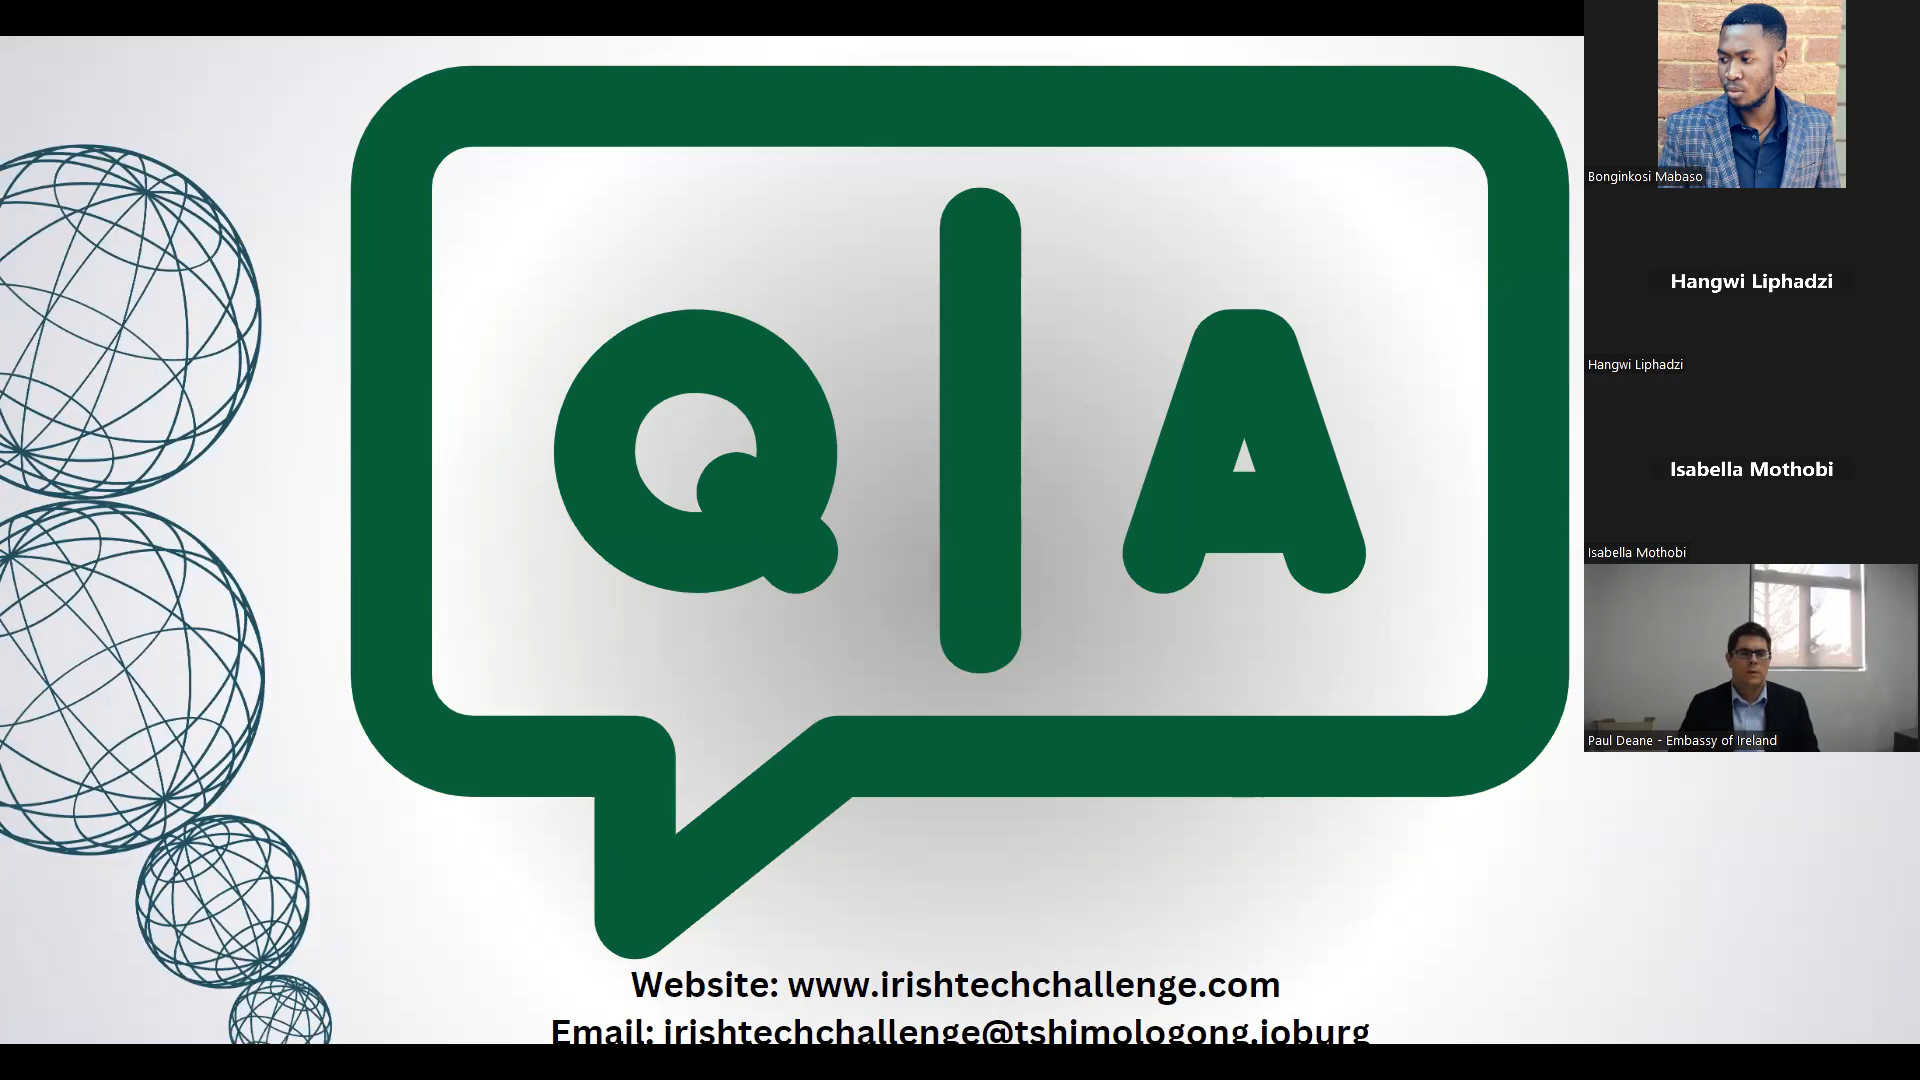 Q A
Website: www.irishtechchallenge.com
Email: irishtechchallenge@tshimologong.joburg
Bonginkosi Mabaso
Hangwi Liphadzi
Hangwi Liphadzi
Isabella Mothobi
Isabella Mothobi
Paul Deane - Embassy of Ireland